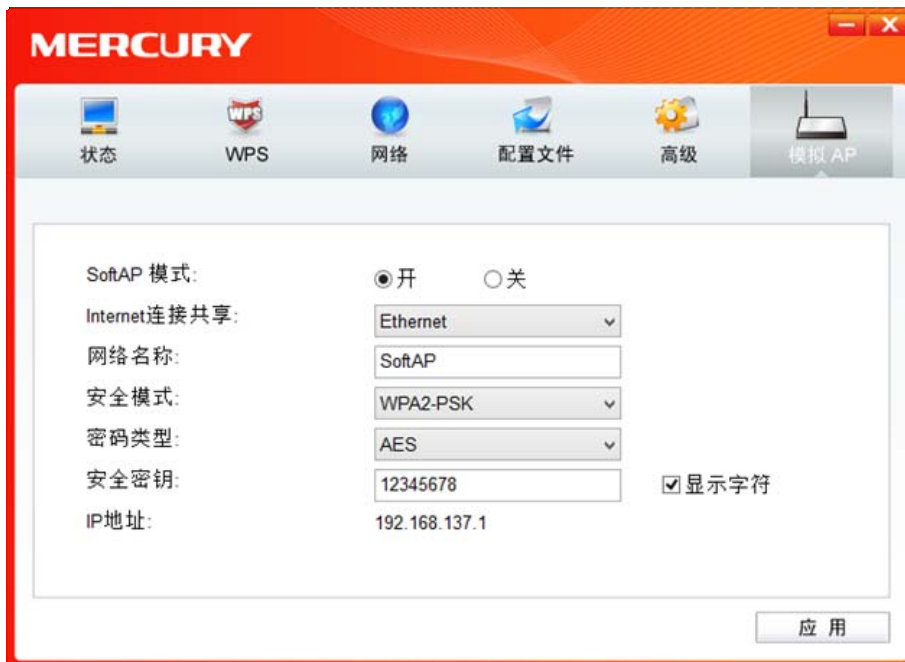 MERCURY
状态 WPS 网络 配置文件 高级 模拟 AP
SoftAP 模式: 开 关
Internet连接共享: Ethernet
网络名称: SoftAP
安全模式: WPA2-PSK
密码类型: AES
安全密钥: 12345678 显示字符
IP地址: 192.168.137.1
应 用